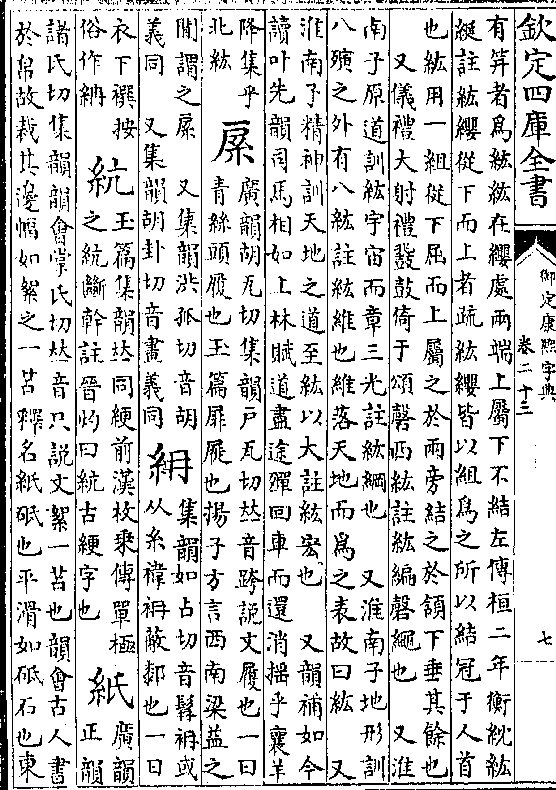 欽定四庫全書
御定康熙字典
卷二十三
七
有笄者爲紘紘在纓處兩端上屬下不結左傳桓二年衡紞紘
綖註紘纓從下而上者疏紘纓皆以組爲之所以結冠于人首
也紘用一組從下屈而上屬之於兩旁結之於頷下垂其餘也
又儀禮大射禮鼗鼓倚于頌磬西紘註紘編磬繩也 又淮
南子原道訓紘宇宙而章三光註紘綱也 又淮南子地形訓
八殥之外有八紘註紘維也維落天地而爲之表故曰紘 又
淮南子精神訓天地之道至紘以大註紘宏也 又韻補如今
讀叶先韻司馬相如上林賦道盡途殫回車而還消揺乎襄羊
降集乎北紘
𦀖 廣韻胡瓦切集韻戸瓦切𠀤音跨說文履也一曰
青絲頭履也玉篇扉屐也揚子方言西南梁益之
閒謂之𦀖 又集韻洪孤切音胡
義同 又集韻胡卦切音畫義同
𥿎 集韻如占切音髯𧙕或
从糸褘𧙕蔽䣛也一曰
衣下襈按
俗作納
統 玉篇集韻𠀤同綆前漢枚乘傳單極
之統斷幹註晉灼曰統古綆字也
紙 廣韻
正韻
諸氏切集韻韻會掌氏切𠀤音只說文絮一苫也韻會古人書
於帛故裁其邊幅如絮之一苫釋名紙砥也平滑如砥石也東